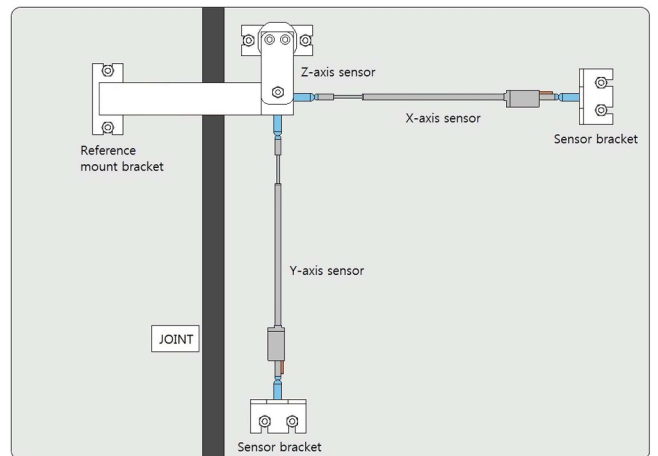 Z-axis sensor
X-axis sensor
Sensor bracket
Reference
mount bracket
Y-axis sensor
JOINT
Sensor bracket